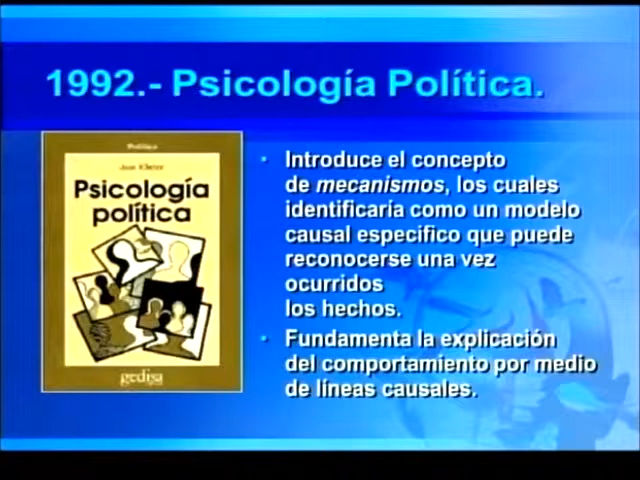 1992.- Psicología Política.
Política
Jon Elster
Psicología
política
gedisa
• Introduce el concepto
de mecanismos, los cuales
identificaría como un modelo
causal especifico que puede
reconocerse una vez
ocurridos
los hechos.
• Fundamenta la explicación
del comportamiento por medio
de líneas causales.